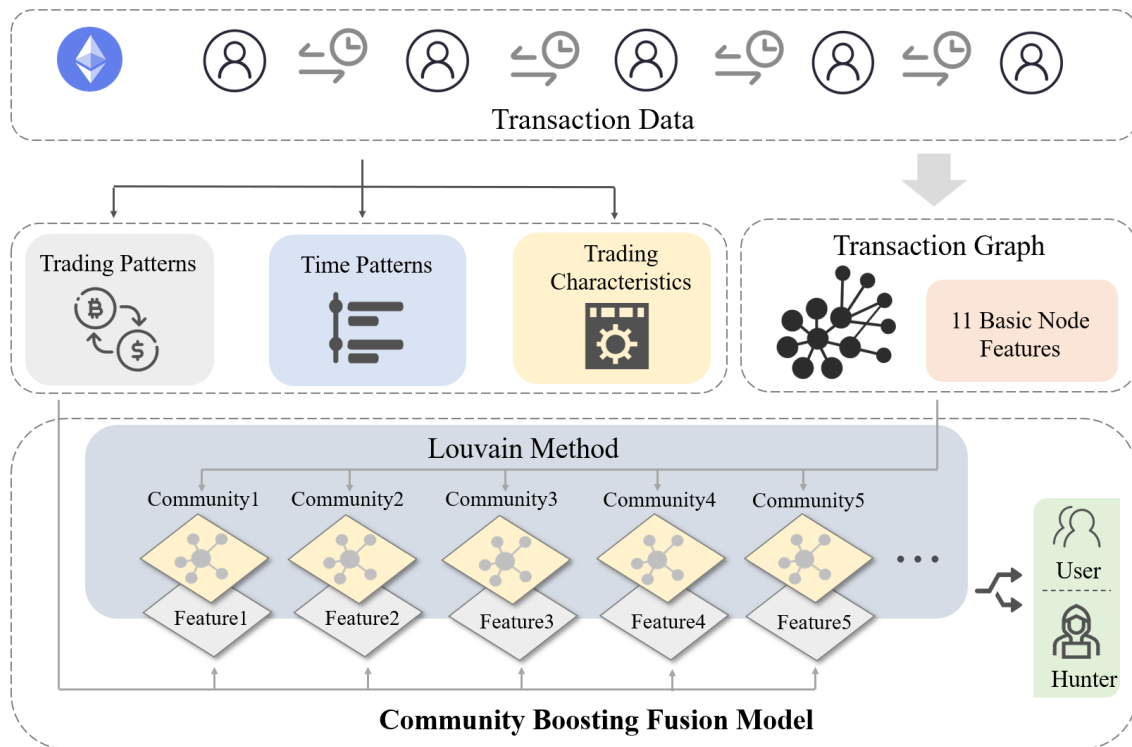 Transaction Data
Trading Patterns
Time Patterns
Trading
Characteristics
Transaction Graph
11 Basic Node
Features
Louvain Method
Community1
Community2
Community3
Community4
Community5
Feature1
Feature2
Feature3
Feature4
Feature5
User
Hunter
Community Boosting Fusion Model